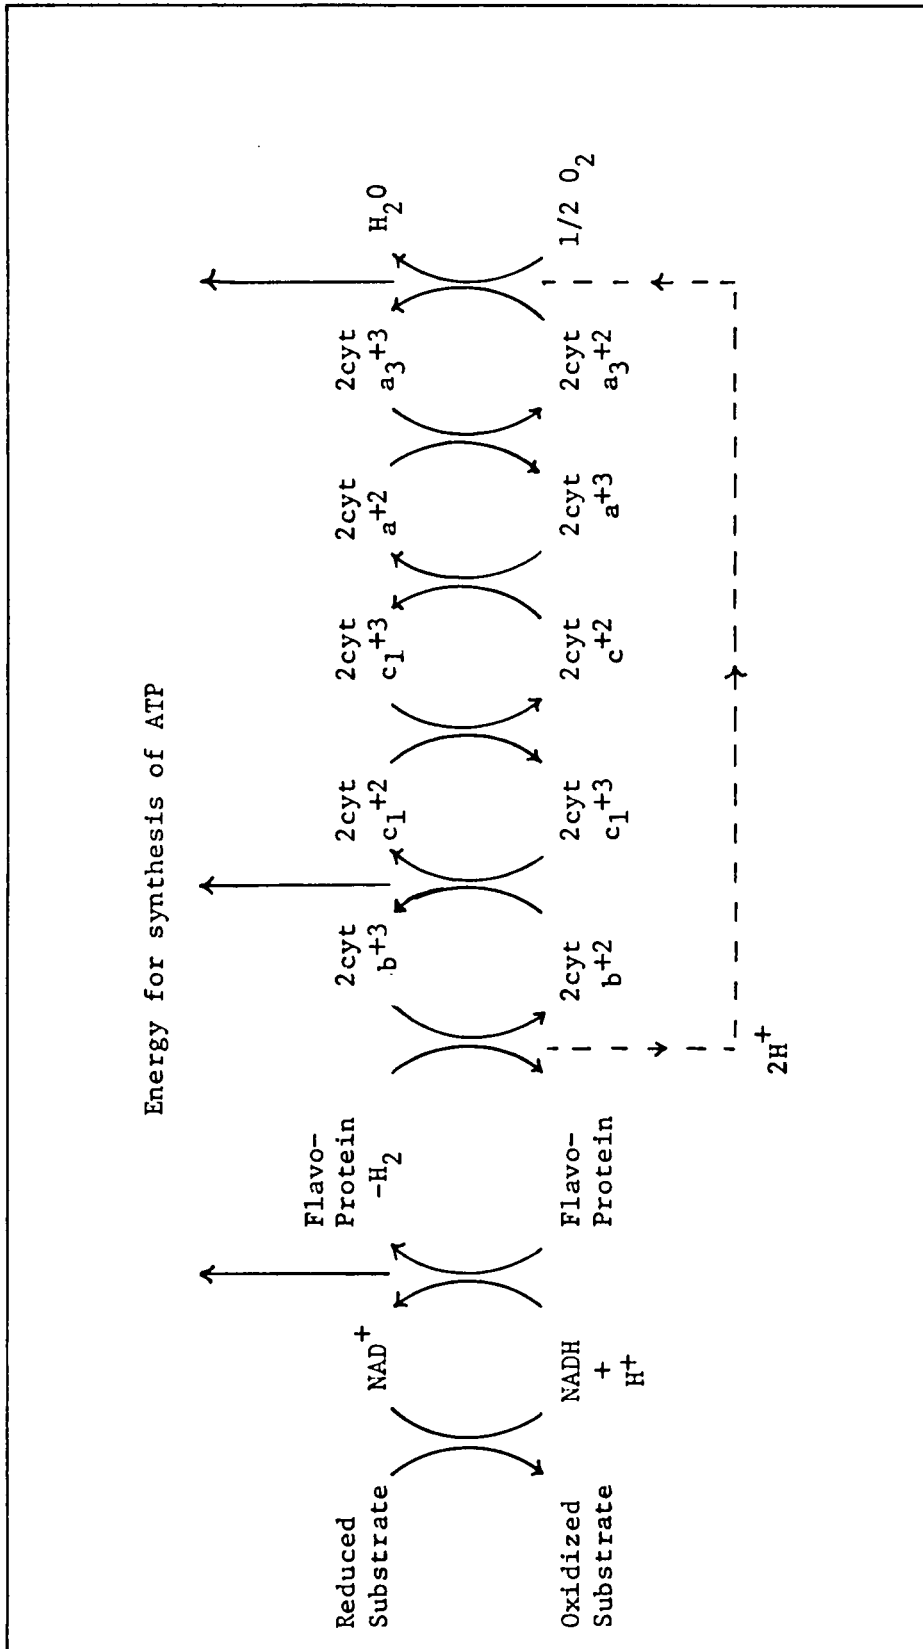 Energy for synthesis of ATP
Reduced
Substrate
NAD+
Flavo-
Protein
-H2
2cyt
b+3
2cyt
c1+2
2cyt
c1+3
2cyt
a+2
2cyt
a3+3
H2O
Oxidized
Substrate
NADH
+
H+
Flavo-
Protein
2cyt
b+2
2cyt
c1+3
2cyt
c+2
2cyt
a+3
2cyt
a3+2
1/2 O2
2H+